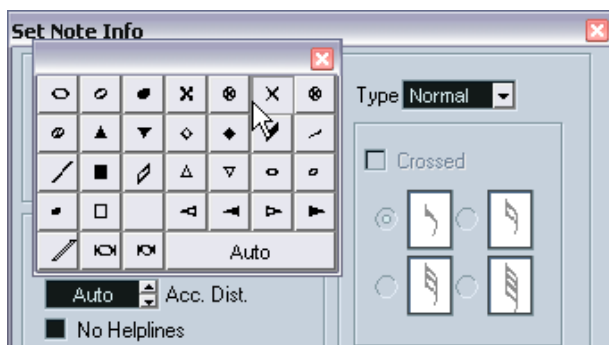 Set Note Info
Type Normal
Crossed
Auto
Auto Acc. Dist.
No Helplines